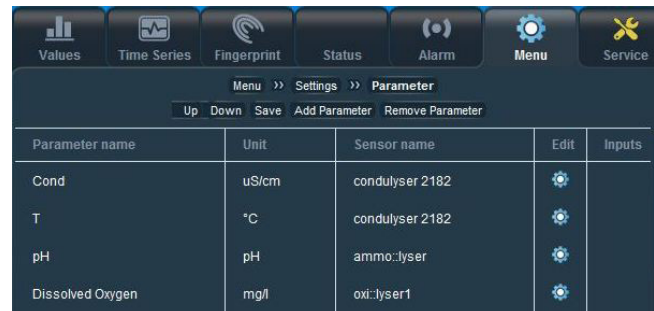 Values Time Series Fingerprint Status Alarm Menu Service
Menu >> Settings >> Parameter
Up Down Save Add Parameter Remove Parameter
Parameter name Unit Sensor name Edit Inputs
Cond uS/cm condulyser 2182
T °C condulyser 2182
pH pH ammo::lyser
Dissolved Oxygen mg/l oxi::lyser1